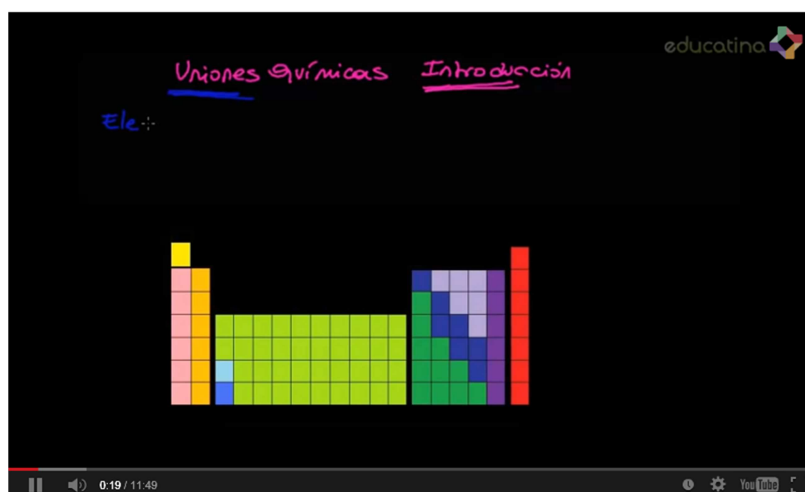 educatina
Uniones Químicas Introducción
Ele
0:19 / 11:49
YouTube